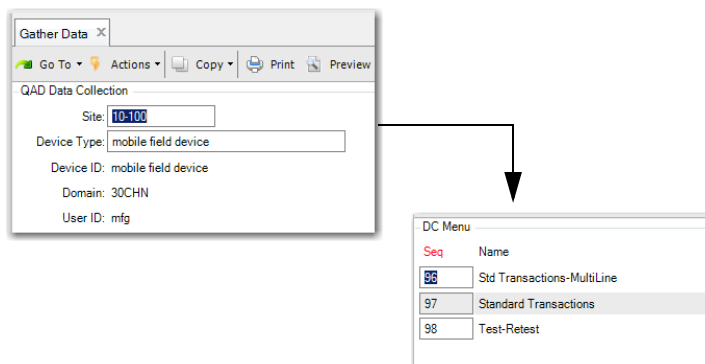 Gather Data X
Go To Actions Copy Print Preview
QAD Data Collection
Site: 10-100
Device Type: mobile field device
Device ID: mobile field device
Domain: 30CHN
User ID: mfg
DC Menu
Seq Name
96 Std Transactions-MultiLine
97 Standard Transactions
98 Test-Retest